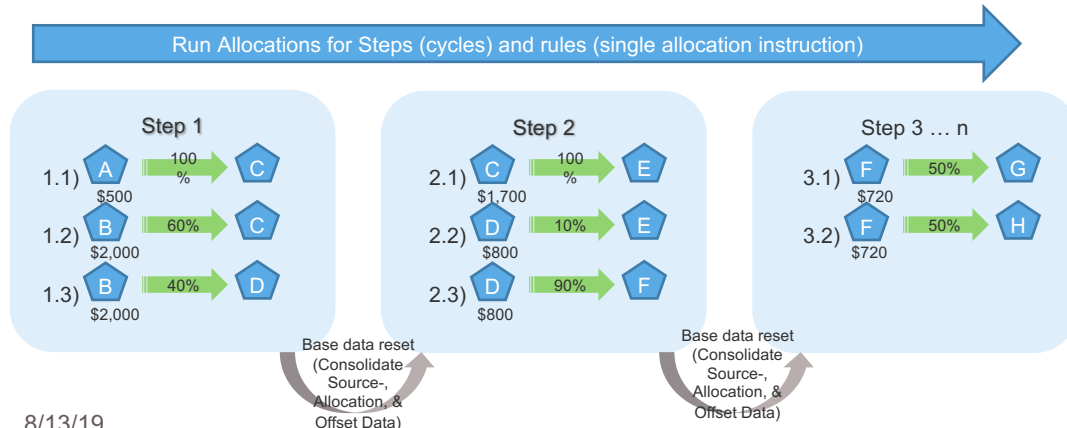 Run Allocations for Steps (cycles) and rules (single allocation instruction)
Step 1
1.1) A 100 % C
$500
1.2) B 60% C
$2,000
1.3) B 40% D
$2,000
Step 2
2.1) C 100 % E
$1,700
2.2) D 10% E
$800
2.3) D 90% F
$800
Step 3 … n
3.1) F 50% G
$720
3.2) F 50% H
$720
Base data reset
(Consolidate
Source-,
Allocation, &
Offset Data)
Base data reset
(Consolidate
Source-,
Allocation, &
Offset Data)
8/13/19